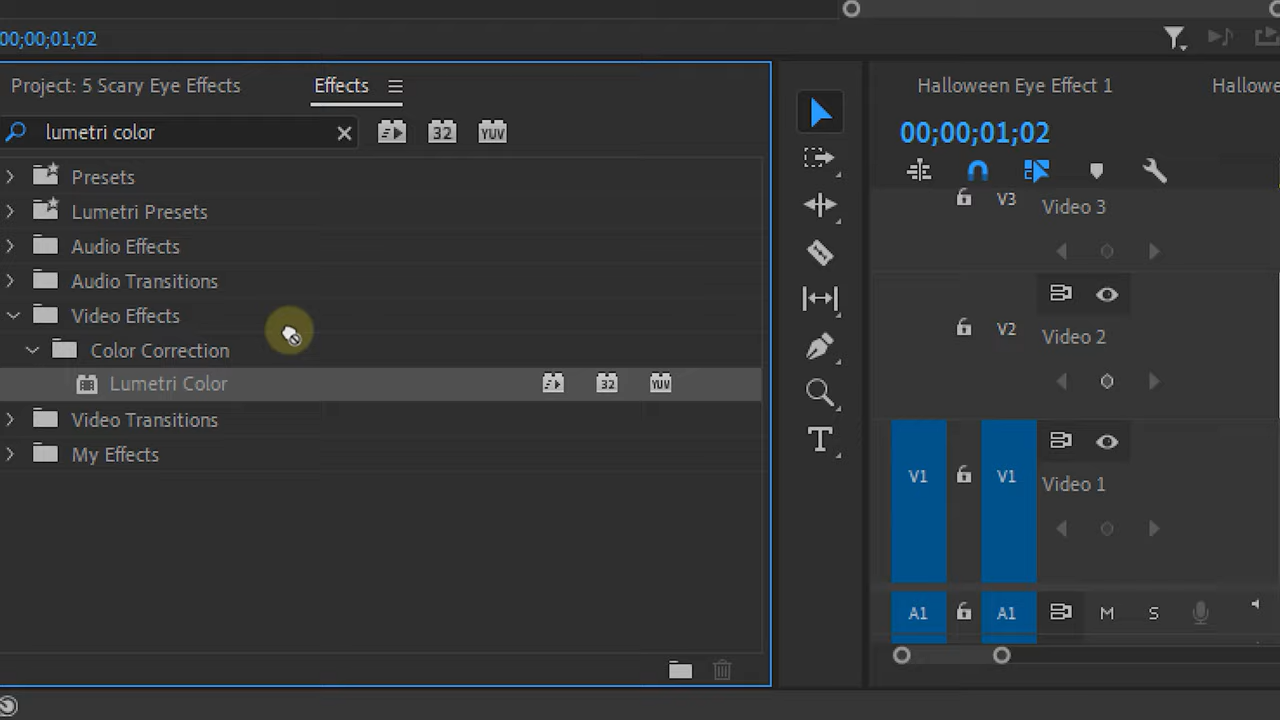 00;00;01;02
Project: 5 Scary Eye Effects
Effects
lumetri color
32
YUV
Presets
Lumetri Presets
Audio Effects
Audio Transitions
Video Effects
Color Correction
Lumetri Color
32
YUV
Video Transitions
My Effects
T
Halloween Eye Effect 1
Hallowe
00;00;01;02
V3
Video 3
V2
Video 2
V1
V1
Video 1
A1
A1
M
S